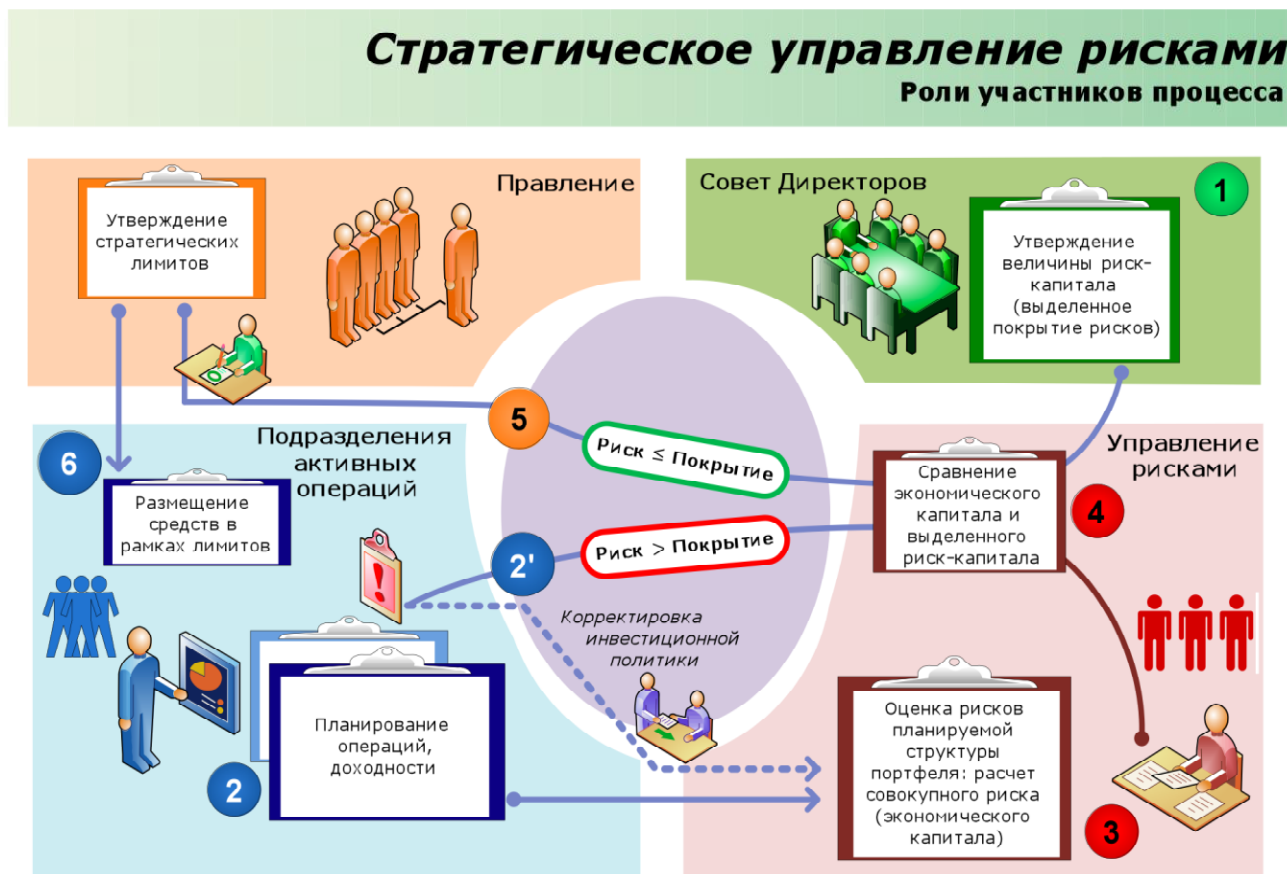 Стратегическое управление рисками
Роли участников процесса
Правление
Утверждение
стратегических
лимитов
Совет Директоров
1
Утверждение
величины риск-
капитала
(выделенное
покрытие рисков)
5
Риск ≤ Покрытие
6
Подразделения
активных
операций
Размещение
средств в
рамках лимитов
Управление
рисками
Сравнение
экономического
капитала и
выделенного
риск-капитала
4
2'
Риск > Покрытие
!
Корректировка
инвестиционной
политики
Планирование
операций,
доходности
2
Оценка рисков
планируемой
структуры
портфеля: расчет
совокупного риска
(экономического
капитала)
3